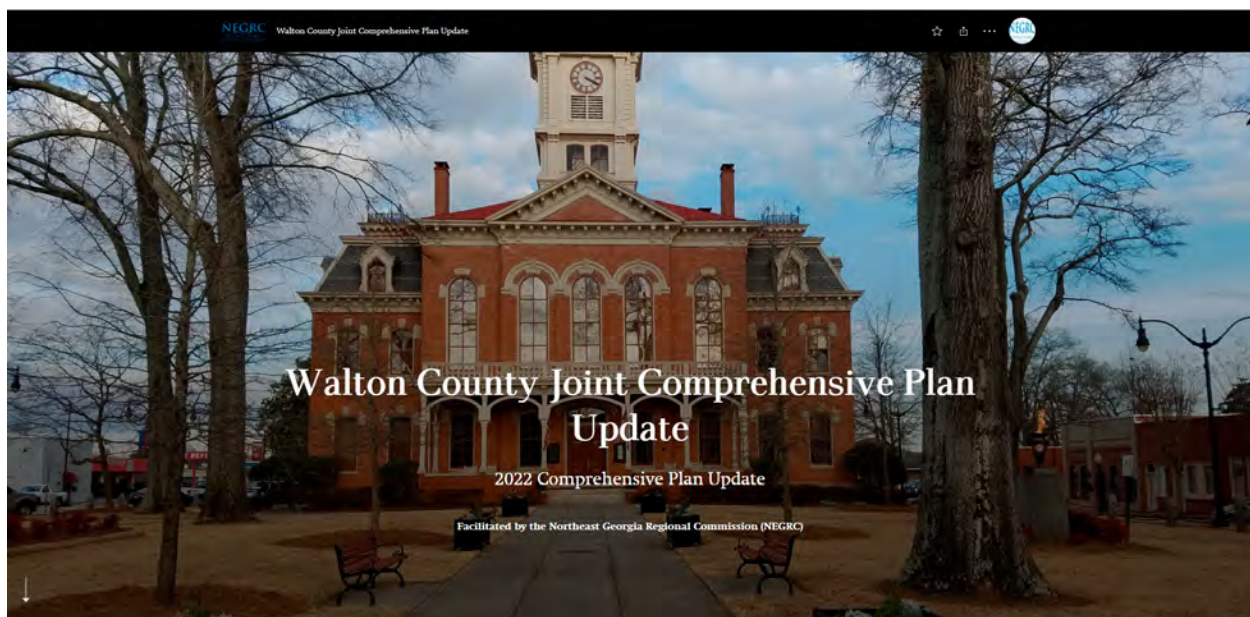 NEGRC
Walton County Joint Comprehensive Plan Update
NEGRC
Walton County Joint Comprehensive Plan
Update
2022 Comprehensive Plan Update
Facilitated by the Northeast Georgia Regional Commission (NEGRC)